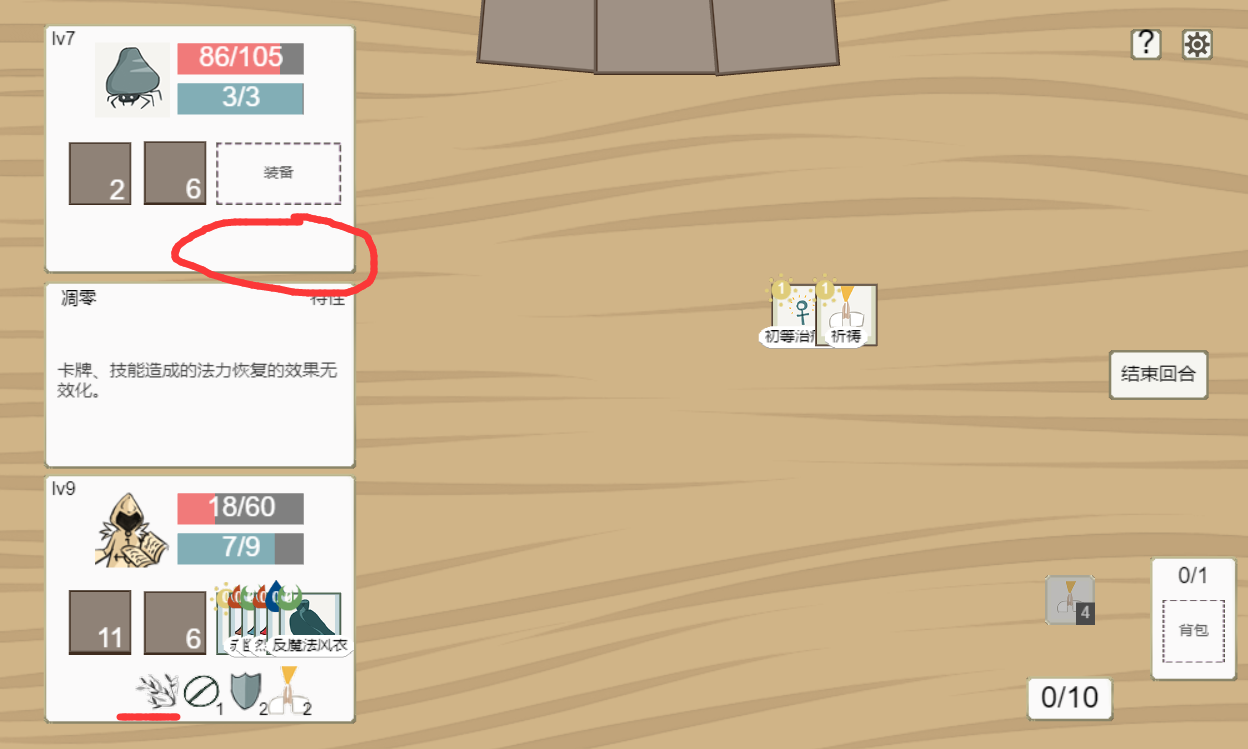 lv7
86/105
3/3
2
6
装备
凋零
特性
卡牌、技能造成的法力恢复的效果无
效化。
lv9
18/60
7/9
11
6
反魔法风衣
1
2
2
1
初等治疗
1
祈祷
?
结束回合
4
0/1
背包
0/10